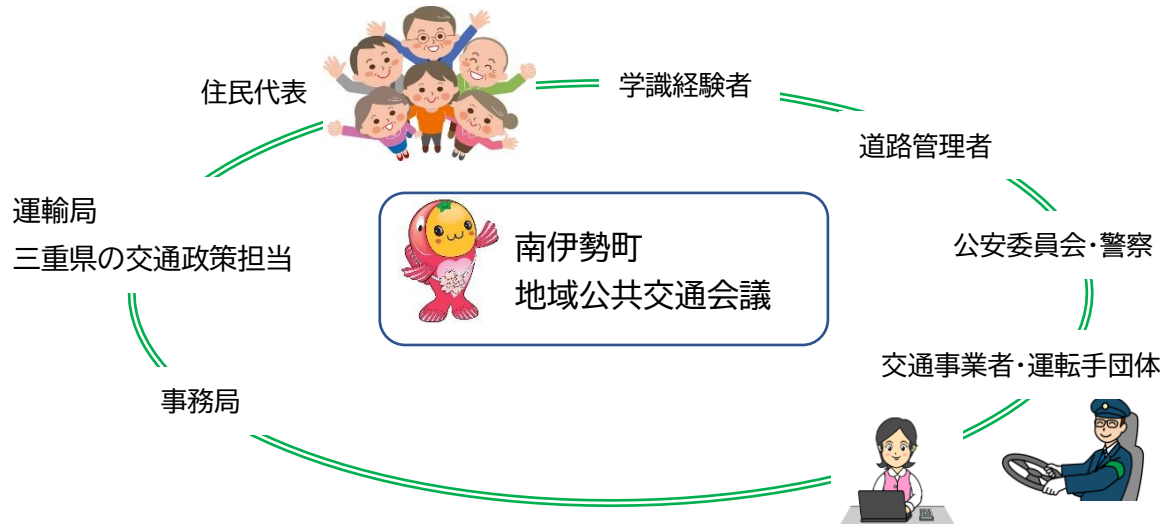 住民代表
学識経験者
道路管理者
運輸局
三重県の交通政策担当
南伊勢町
地域公共交通会議
公安委員会・警察
交通事業者・運転手団体
事務局